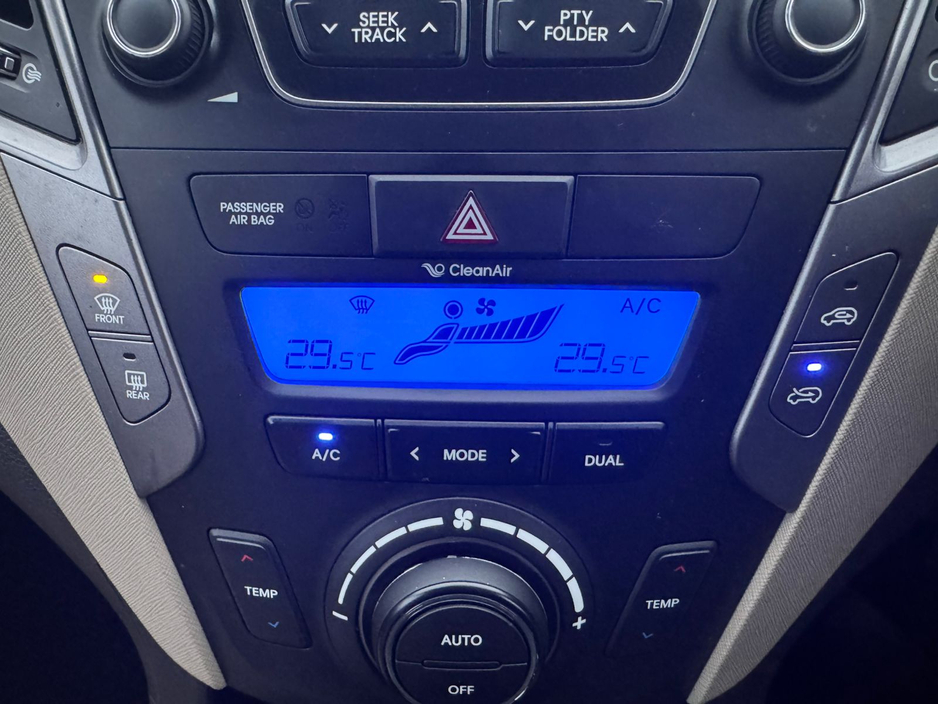 SEEK
TRACK
PTY
FOLDER
PASSENGER
AIR BAG
CleanAir
A/C
29.5°C
29.5°C
FRONT
REAR
A/C
< MODE >
DUAL
TEMP
TEMP
- +
AUTO
OFF